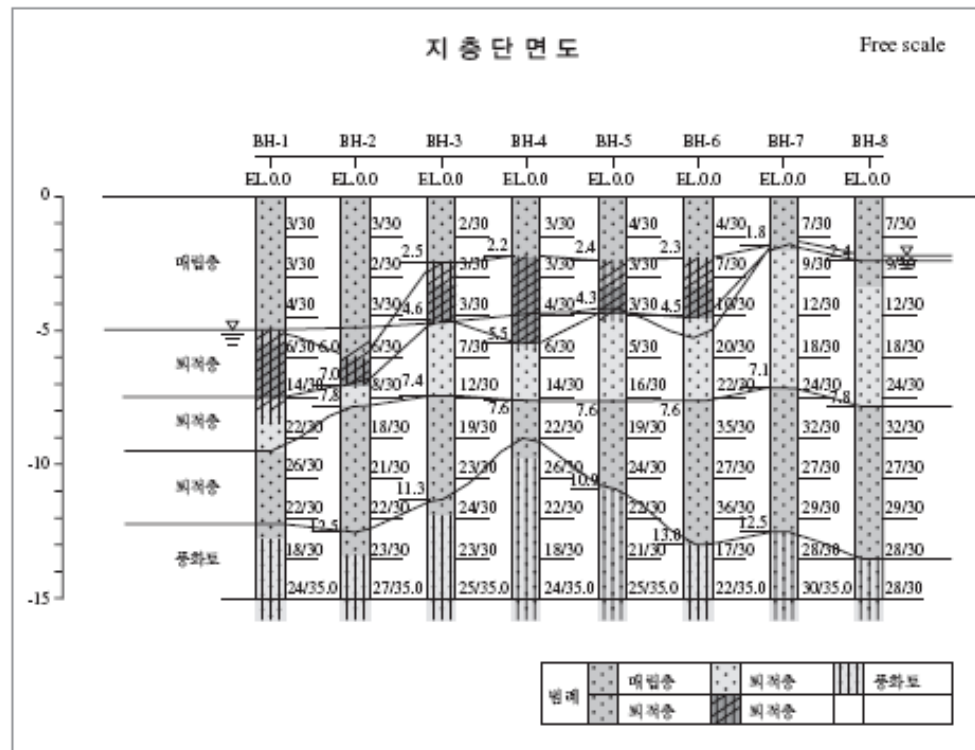 지 층 단 면 도
Free scale
BH-1 BH-2 BH-3 BH-4 BH-5 BH-6 BH-7 BH-8
EL.0.0 EL.0.0 EL.0.0 EL.0.0 EL.0.0 EL.0.0 EL.0.0 EL.0.0
0
3/30 3/30 2/30 3/30 4/30 4/30 1.8 7/30 7/30
매립층 3/30 2/30 2.5 3/30 2.2 3/30 2.4 3/30 2.3 7/30 9/30 2.4 9/30
4/30 3/30 4.6 3/30 4/30 4.3 3/30 4.5 10/30 12/30 12/30
-5
6/30 6.0 6/30 7/30 5.5 6/30 5/30 20/30 18/30 18/30
퇴적층
14/30 7.0 8/30 7.4 12/30 14/30 16/30 22/30 7.1 24/30 24/30
7.8 7.6 7.6 7.6 7.8
퇴적층 22/30 18/30 19/30 22/30 19/30 35/30 32/30 32/30
-10
퇴적층 26/30 21/30 23/30 26/30 10.9 24/30 27/30 27/30 27/30
22/30 12.5 22/30 11.3 24/30 22/30 22/30 36/30 12.5 29/30 29/30
풍화토 18/30 23/30 23/30 18/30 21/30 13.0 17/30 28/30 28/30
24/35.0 27/35.0 25/35.0 24/35.0 25/35.0 22/35.0 30/35.0 28/30
-15
범례 매립층 퇴적층 풍화토
퇴적층 퇴적층